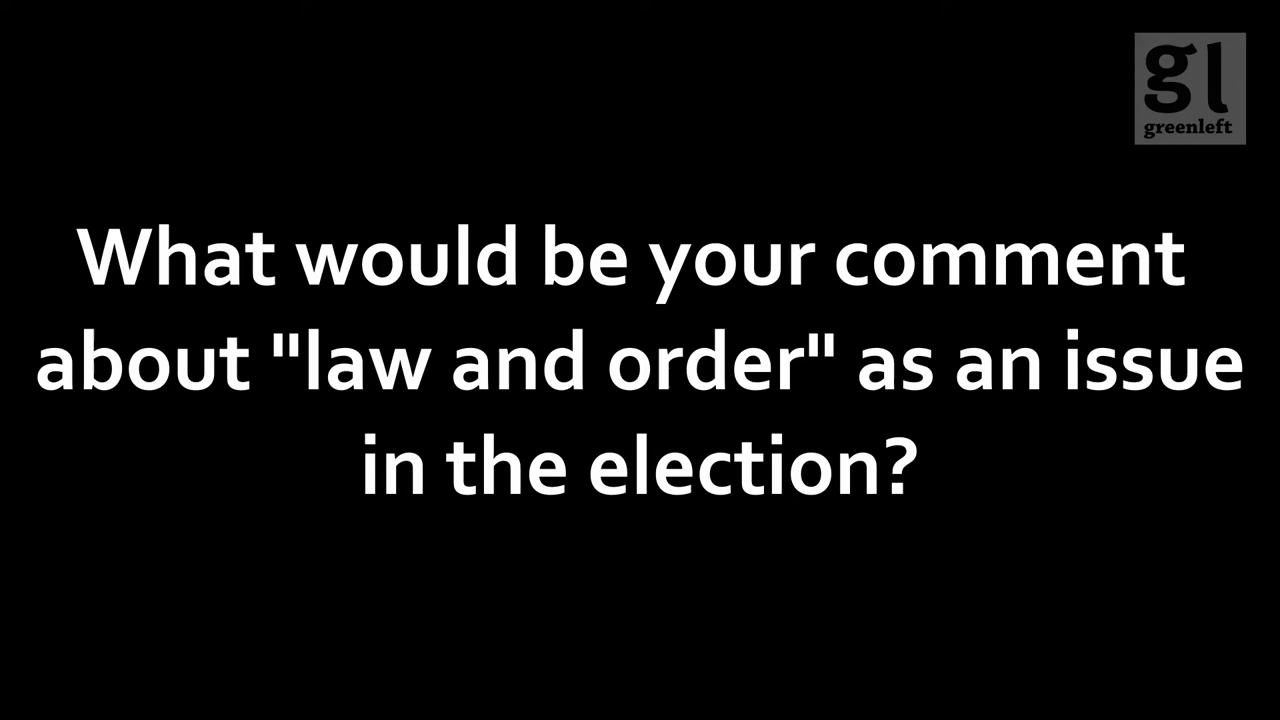 gl
greenleft
What would be your comment
about "law and order" as an issue
in the election?